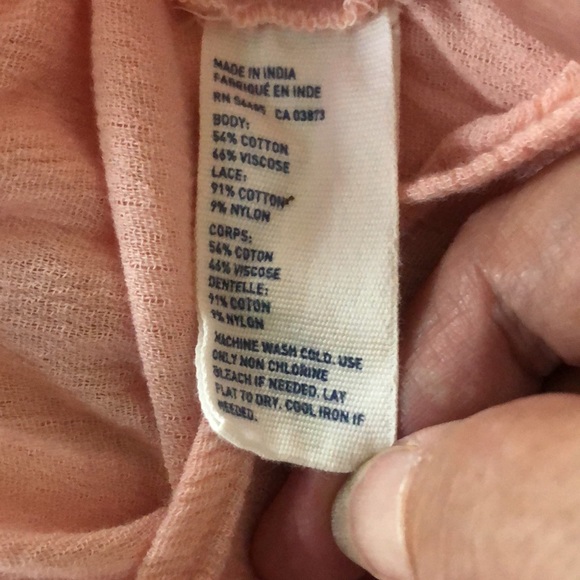 MADE IN INDIA
FABRIQUÉ EN INDE
RN CA 03873
BODY:
54% COTTON
46% VISCOSE
LACE:
91% COTTON
9% NYLON
CORPS:
54% COTON
46% VISCOSE
DENTELLE:
91% COTON
9% NYLON
MACHINE WASH COLD. USE
ONLY NON CHLORINE
BLEACH IF NEEDED. LAY
FLAT TO DRY. COOL IRON IF
NEEDED.